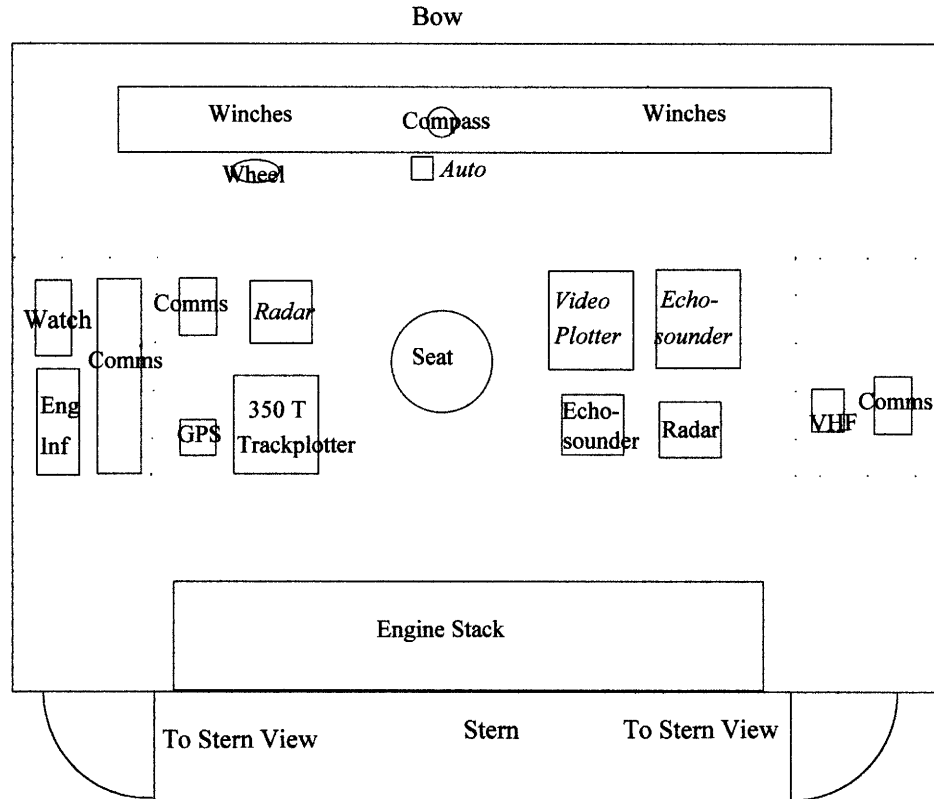 Bow
Winches
Compass
Winches
Wheel
Auto
Watch
Comms
Comms
Radar
Seat
Video
Plotter
Echo-
sounder
Eng
Inf
GPS
350 T
Trackplotter
Echo-
sounder
Radar
VHF
Comms
Engine Stack
To Stern View
Stern
To Stern View